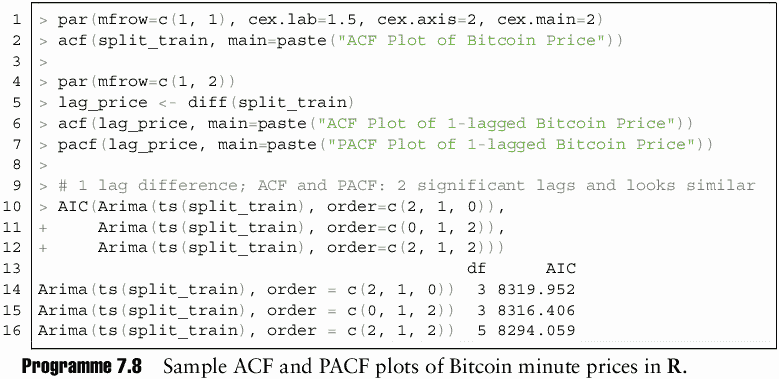 1 > par(mfrow=c(1, 1), cex.lab=1.5, cex.axis=2, cex.main=2)
2 > acf(split_train, main=paste("ACF Plot of Bitcoin Price"))
3 >
4 > par(mfrow=c(1, 2))
5 > lag_price <- diff(split_train)
6 > acf(lag_price, main=paste("ACF Plot of 1-lagged Bitcoin Price"))
7 > pacf(lag_price, main=paste("PACF Plot of 1-lagged Bitcoin Price"))
8 >
9 > # 1 lag difference; ACF and PACF: 2 significant lags and looks similar
10 > AIC(Arima(ts(split_train), order=c(2, 1, 0)),
11 +     Arima(ts(split_train), order=c(0, 1, 2)),
12 +     Arima(ts(split_train), order=c(2, 1, 2)))
13                                            df      AIC
14 Arima(ts(split_train), order = c(2, 1, 0))  3 8319.952
15 Arima(ts(split_train), order = c(0, 1, 2))  3 8316.406
16 Arima(ts(split_train), order = c(2, 1, 2))  5 8294.059
Programme 7.8 Sample ACF and PACF plots of Bitcoin minute prices in R.